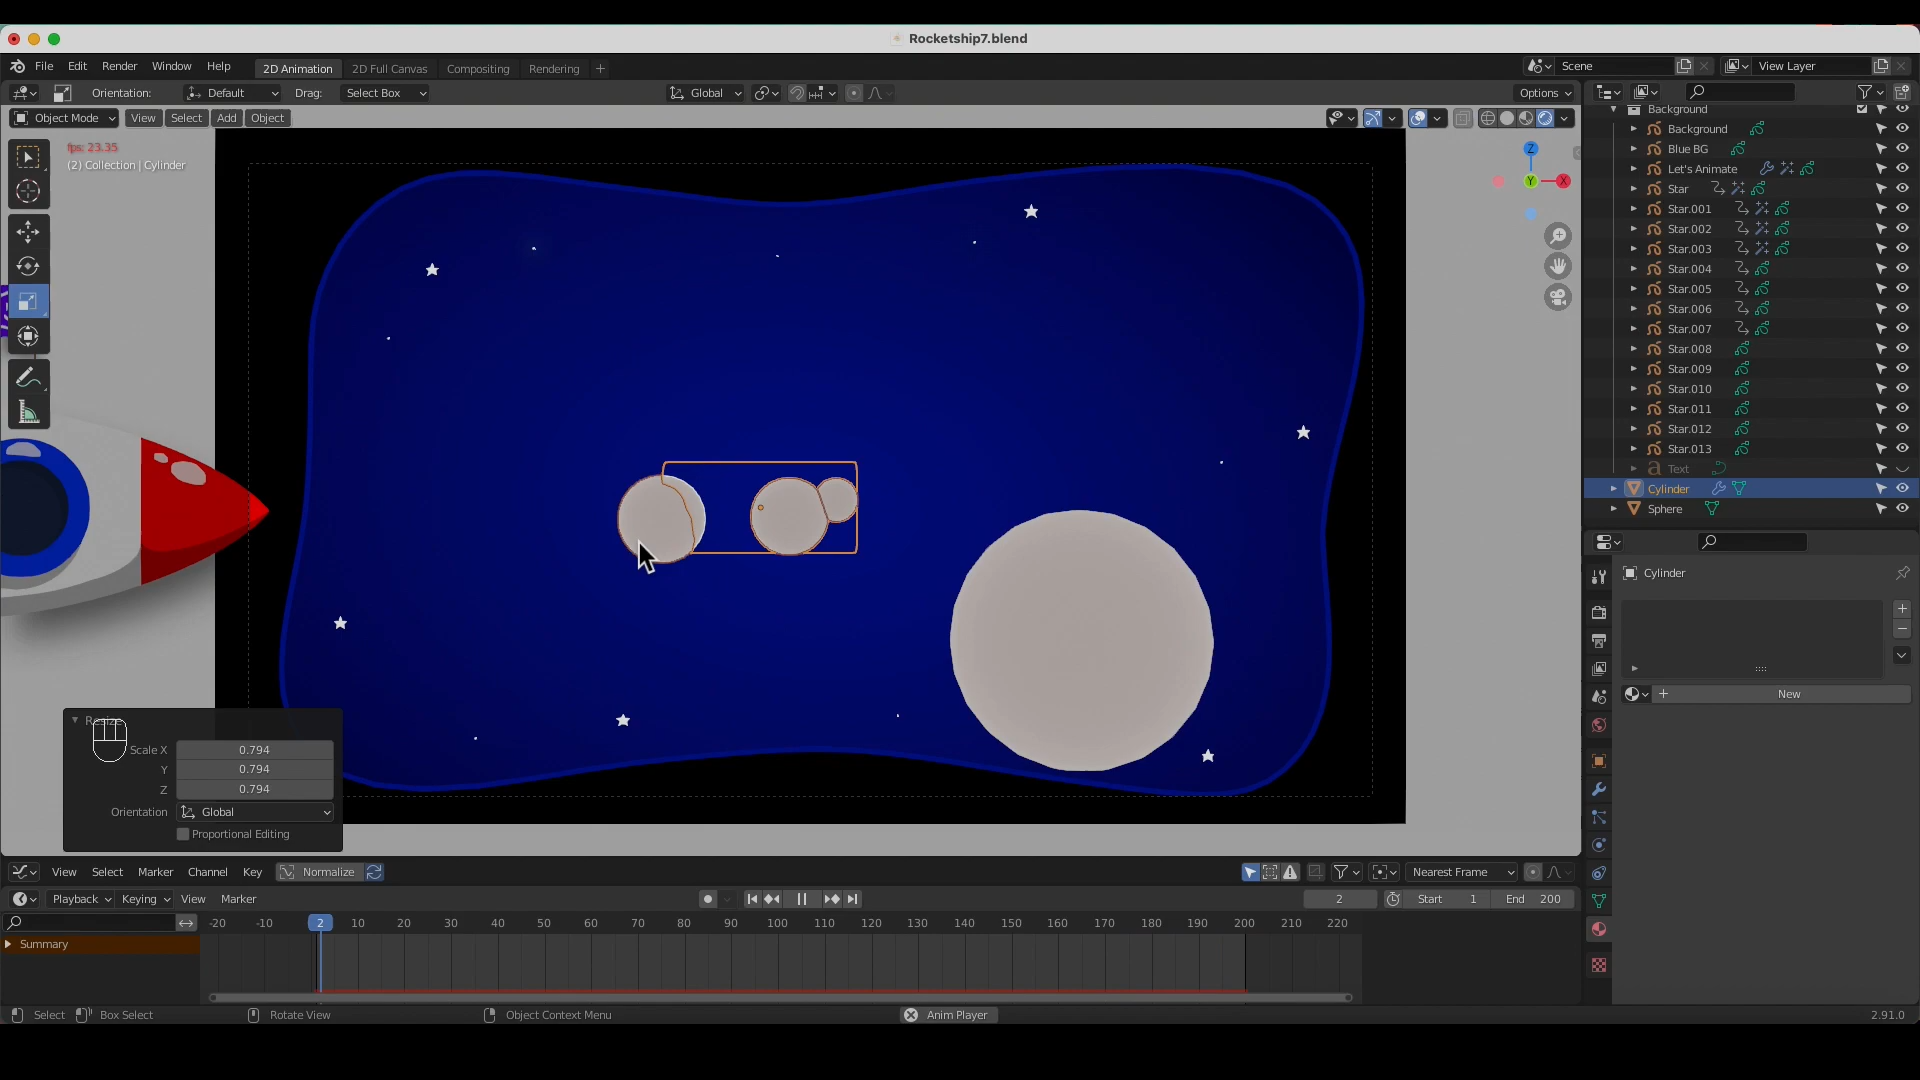 Rocketship7.blend
File Edit Render Window Help 2D Animation 2D Full Canvas Compositing Rendering + Scene View Layer
Orientation: Default Drag: Select Box Global Options
Object Mode View Select Add Object
fps: 23.35
(2) Collection | Cylinder
Z
Y X
Background
Background
Blue BG
Let's Animate
Star
Star.001
Star.002
Star.003
Star.004
Star.005
Star.006
Star.007
Star.008
Star.009
Star.010
Star.011
Star.012
Star.013
Text
Cylinder
Sphere
Cylinder
New
Resize
Scale X 0.794
Y 0.794
Z 0.794
Orientation Global
Proportional Editing
View Select Marker Channel Key Normalize Nearest Frame
Playback Keying View Marker 2 Start 1 End 200
-20 -10 2 10 20 30 40 50 60 70 80 90 100 110 120 130 140 150 160 170 180 190 200 210 220
Summary
Select Box Select Rotate View Object Context Menu Anim Player 2.91.0